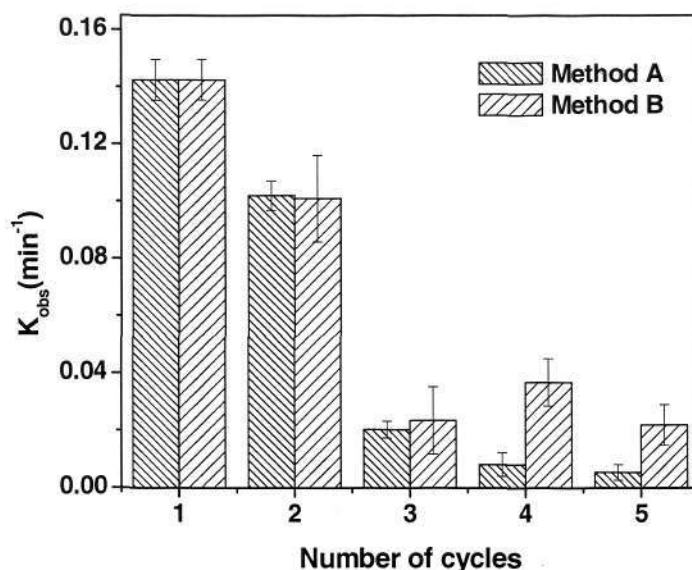 0.16
0.12
0.08
0.04
0.00
K_obs(min⁻¹)
Method A
Method B
1 2 3 4 5
Number of cycles